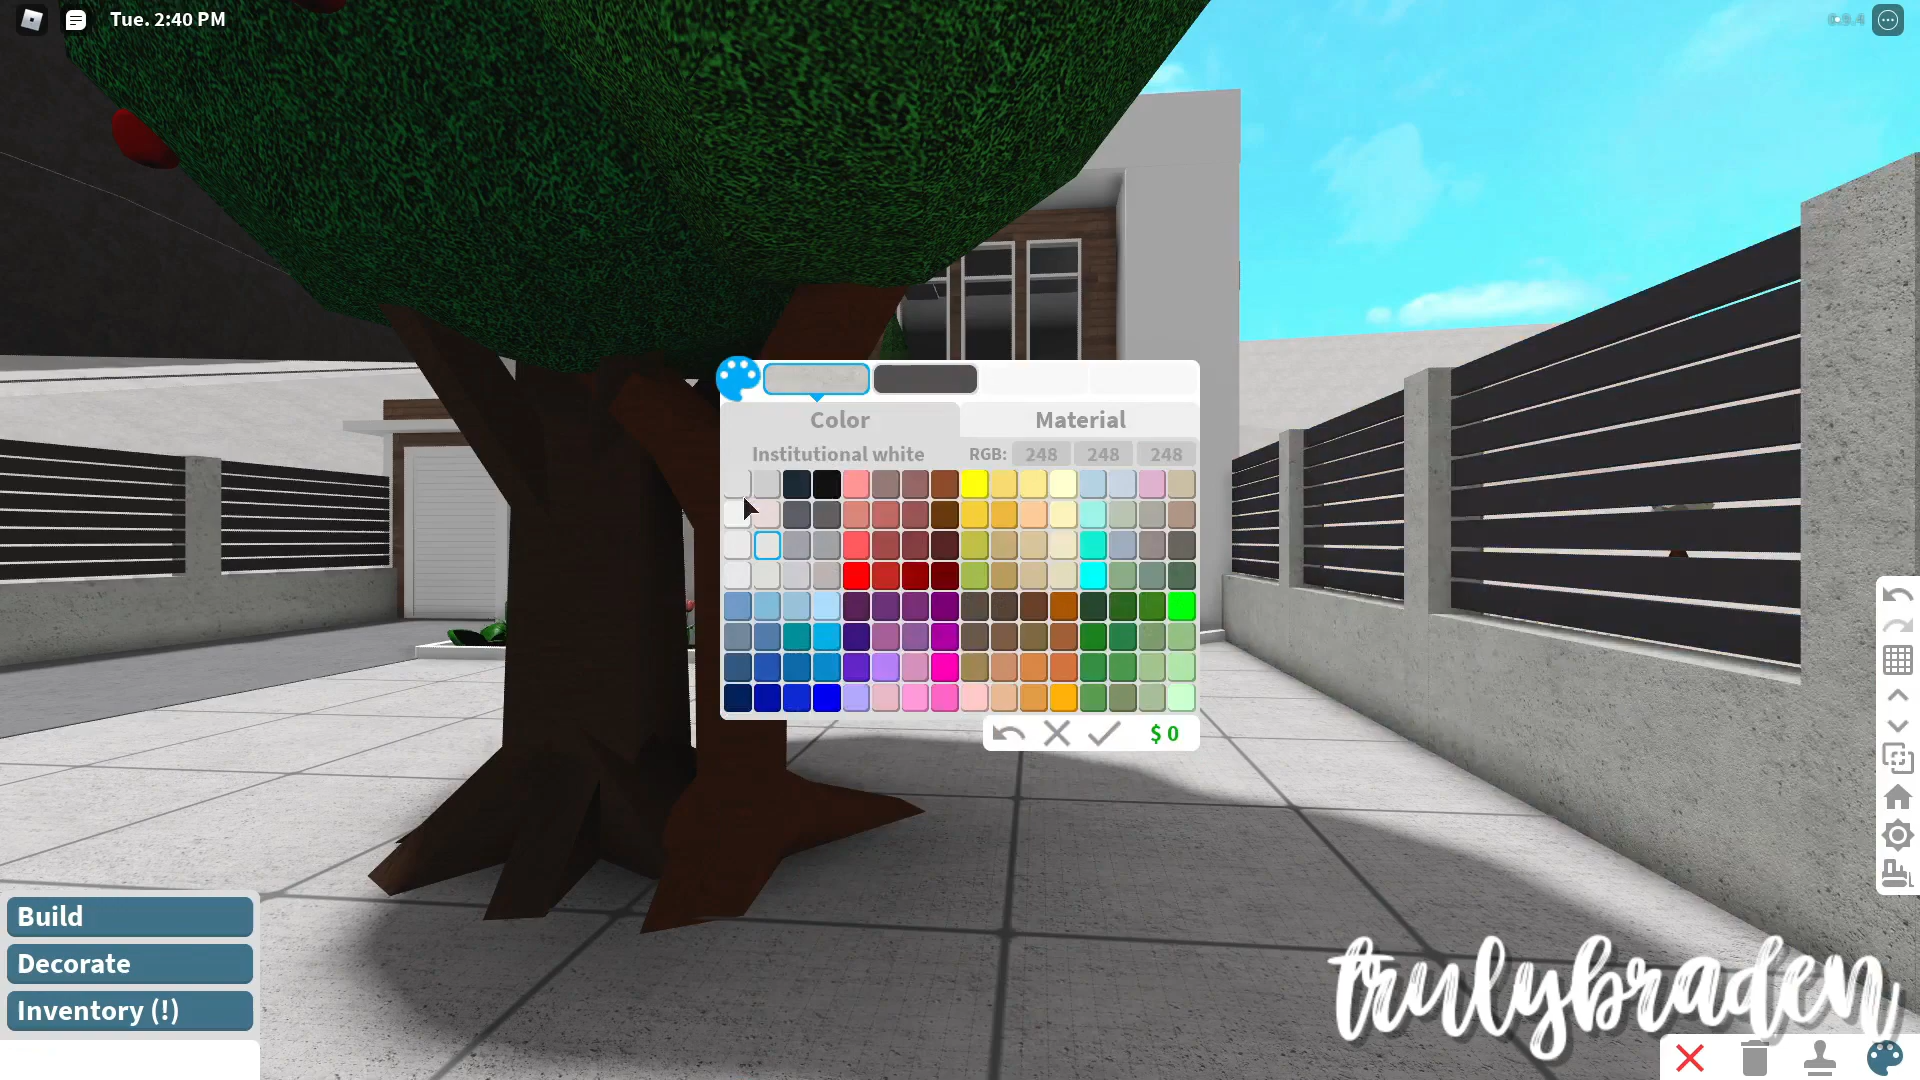 Tue. 2:40 PM
Color
Material
Institutional white
RGB: 248 248 248
$ 0
Build
Decorate
Inventory (!)
trulybraden